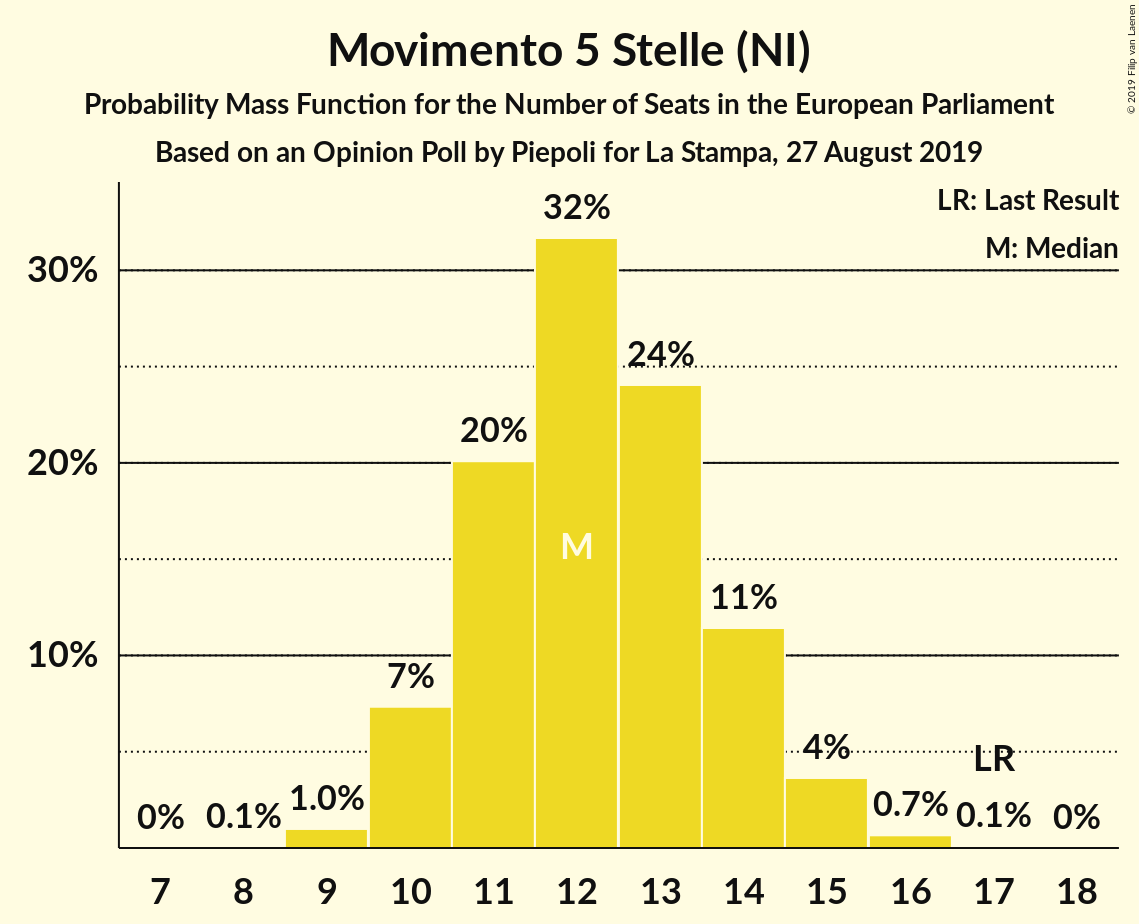 Movimento 5 Stelle (NI)
Probability Mass Function for the Number of Seats in the European Parliament
Based on an Opinion Poll by Piepoli for La Stampa, 27 August 2019
© 2019 Filip van Laenen
LR: Last Result
M: Median
30%
20%
10%
0%
0.1%
1.0%
7%
20%
32%
M
24%
11%
4%
0.7%
LR
0.1%
0%
7 8 9 10 11 12 13 14 15 16 17 18